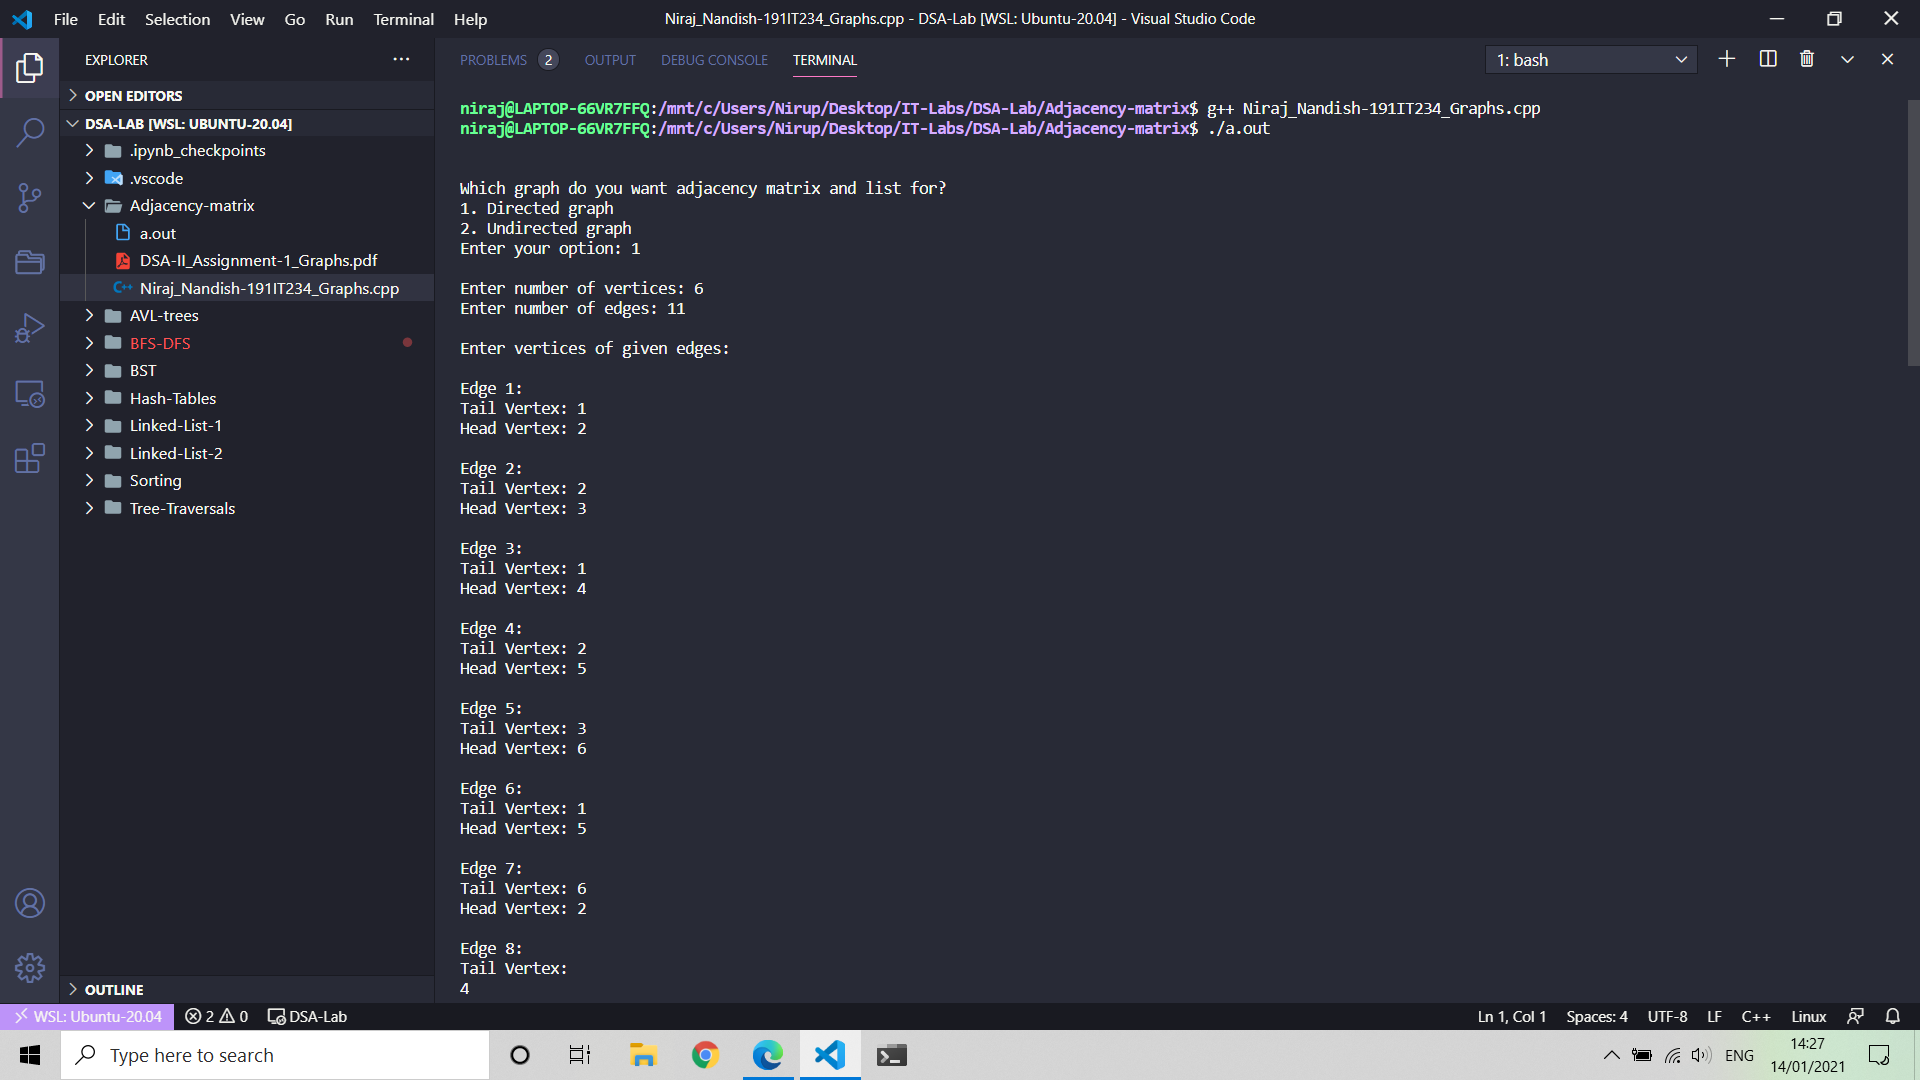 File Edit Selection View Go Run Terminal Help
Niraj_Nandish-191IT234_Graphs.cpp - DSA-Lab [WSL: Ubuntu-20.04] - Visual Studio Code
EXPLORER
OPEN EDITORS
DSA-LAB [WSL: UBUNTU-20.04]
.ipynb_checkpoints
.vscode
Adjacency-matrix
a.out
DSA-II_Assignment-1_Graphs.pdf
Niraj_Nandish-191IT234_Graphs.cpp
AVL-trees
BFS-DFS
BST
Hash-Tables
Linked-List-1
Linked-List-2
Sorting
Tree-Traversals
OUTLINE
PROBLEMS 2 OUTPUT DEBUG CONSOLE TERMINAL
1: bash
niraj@LAPTOP-66VR7FFQ:/mnt/c/Users/Nirup/Desktop/IT-Labs/DSA-Lab/Adjacency-matrix$ g++ Niraj_Nandish-191IT234_Graphs.cpp
niraj@LAPTOP-66VR7FFQ:/mnt/c/Users/Nirup/Desktop/IT-Labs/DSA-Lab/Adjacency-matrix$ ./a.out
Which graph do you want adjacency matrix and list for?
1. Directed graph
2. Undirected graph
Enter your option: 1
Enter number of vertices: 6
Enter number of edges: 11
Enter vertices of given edges:
Edge 1:
Tail Vertex: 1
Head Vertex: 2
Edge 2:
Tail Vertex: 2
Head Vertex: 3
Edge 3:
Tail Vertex: 1
Head Vertex: 4
Edge 4:
Tail Vertex: 2
Head Vertex: 5
Edge 5:
Tail Vertex: 3
Head Vertex: 6
Edge 6:
Tail Vertex: 1
Head Vertex: 5
Edge 7:
Tail Vertex: 6
Head Vertex: 2
Edge 8:
Tail Vertex:
4
WSL: Ubuntu-20.04 2 0 DSA-Lab
Ln 1, Col 1 Spaces: 4 UTF-8 LF C++ Linux
Type here to search
ENG
14:27
14/01/2021